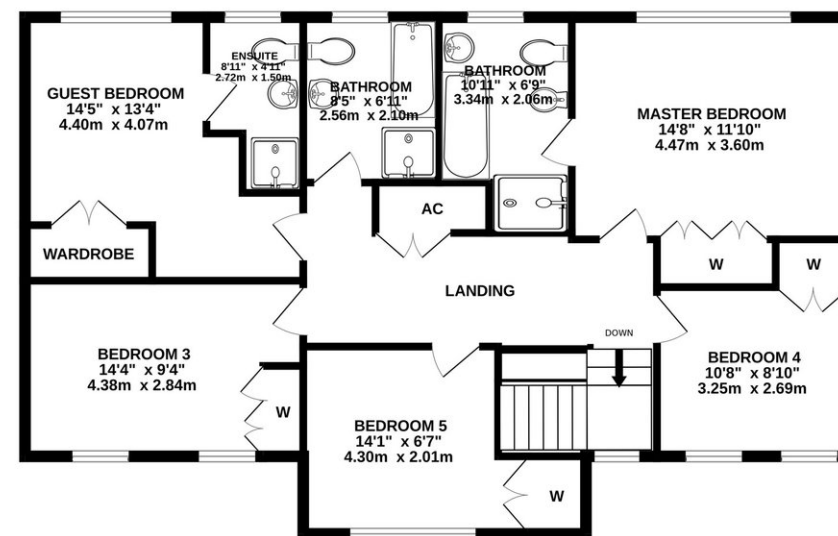 ENSUITE
8'11" x 4'11"
2.72m x 1.50m
GUEST BEDROOM
14'5" x 13'4"
4.40m x 4.07m
BATHROOM
8'5" x 6'11"
2.56m x 2.10m
BATHROOM
10'11" x 6'9"
3.34m x 2.06m
MASTER BEDROOM
14'8" x 11'10"
4.47m x 3.60m
WARDROBE
AC
W
W
LANDING
DOWN
BEDROOM 3
14'4" x 9'4"
4.38m x 2.84m
W
BEDROOM 5
14'1" x 6'7"
4.30m x 2.01m
W
BEDROOM 4
10'8" x 8'10"
3.25m x 2.69m